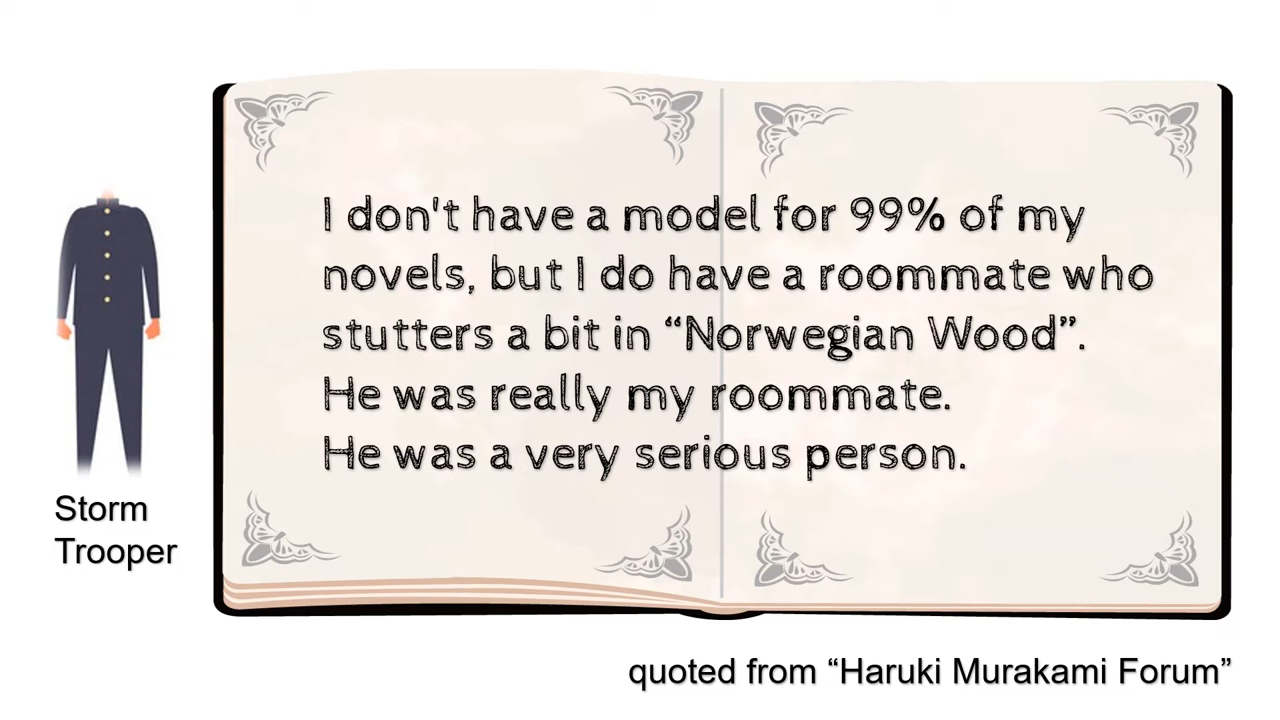 I don't have a model for 99% of my
novels, but I do have a roommate who
stutters a bit in “Norwegian Wood”.
He was really my roommate.
He was a very serious person.
Storm
Trooper
quoted from “Haruki Murakami Forum”